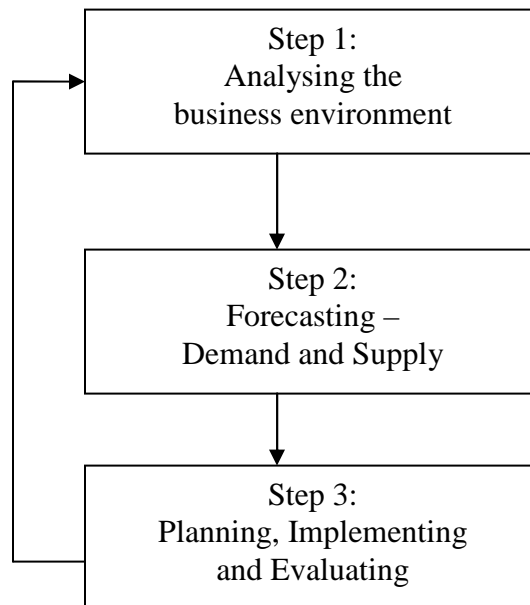 Step 1:
Analysing the
business environment
Step 2:
Forecasting –
Demand and Supply
Step 3:
Planning, Implementing
and Evaluating